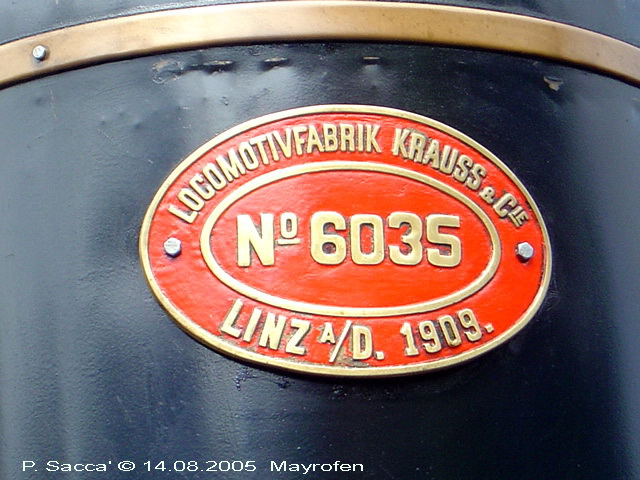 LOCOMOTIVFABRIK KRAUSS & CIE
Nº 6035
LINZ A/D. 1909.
P. Sacca' © 14.08.2005 Mayrofen